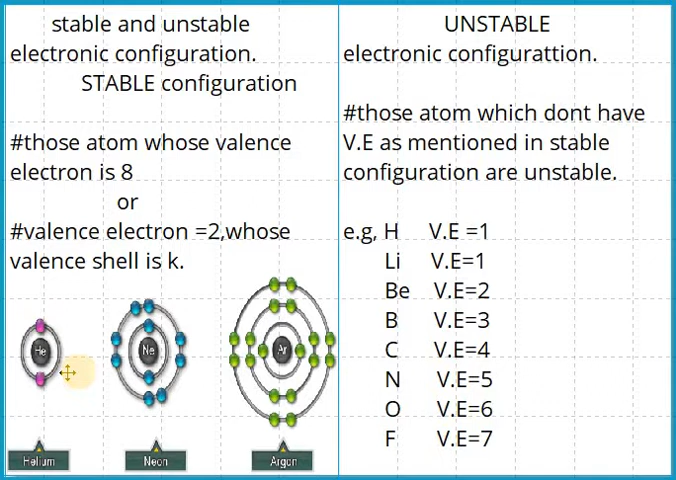 stable and unstable
electronic configuration.
STABLE configuration
#those atom whose valence
electron is 8
or
#valence electron =2,whose
valence shell is k.
He
Ne
Ar
Helium
Neon
Argon
UNSTABLE
electronic configurattion.
#those atom which dont have
V.E as mentioned in stable
configuration are unstable.
e.g, H V.E =1
Li V.E=1
Be V.E=2
B V.E=3
C V.E=4
N V.E=5
O V.E=6
F V.E=7